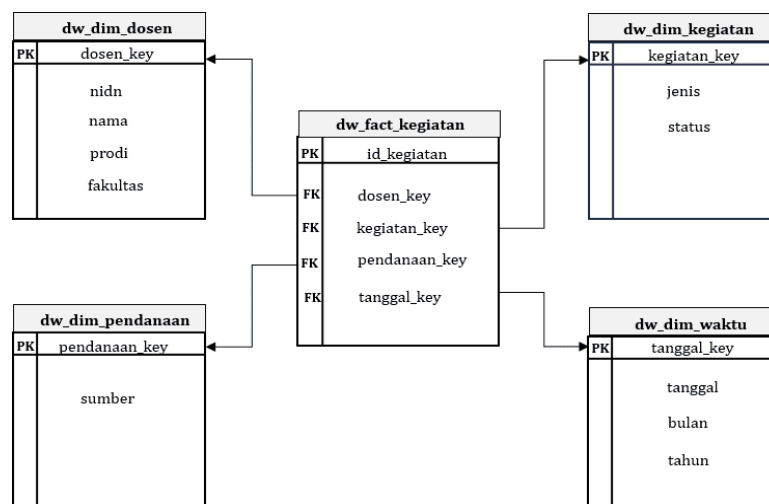 dw_dim_dosen
PK dosen_key
nidn
nama
prodi
fakultas
dw_dim_kegiatan
PK kegiatan_key
jenis
status
dw_fact_kegiatan
PK id_kegiatan
FK dosen_key
FK kegiatan_key
FK pendanaan_key
FK tanggal_key
dw_dim_pendanaan
PK pendanaan_key
sumber
dw_dim_waktu
PK tanggal_key
tanggal
bulan
tahun